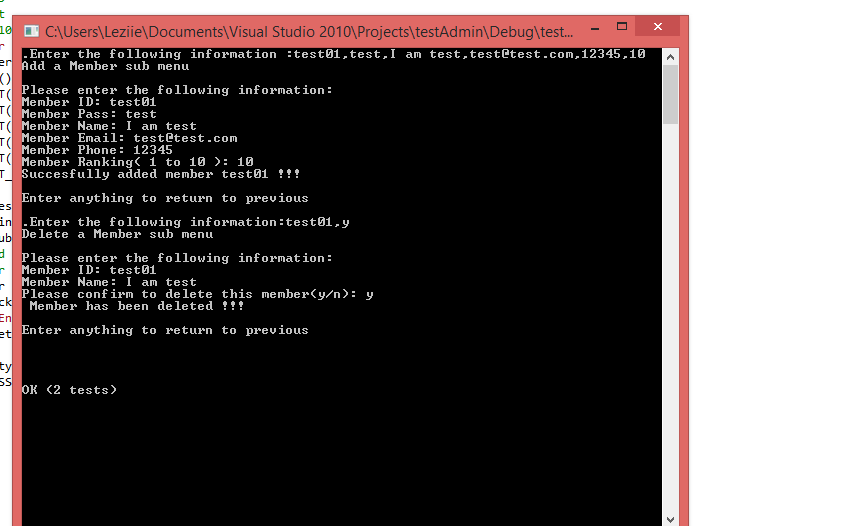 C:\Users\Leziie\Documents\Visual Studio 2010\Projects\testAdmin\Debug\test...
.Enter the following information :test01,test,I am test,test@test.com,12345,10
Add a Member sub menu
Please enter the following information:
Member ID: test01
Member Pass: test
Member Name: I am test
Member Email: test@test.com
Member Phone: 12345
Member Ranking( 1 to 10 ): 10
Succesfully added member test01 !!!
Enter anything to return to previous
.Enter the following information:test01,y
Delete a Member sub menu
Please enter the following information:
Member ID: test01
Member Name: I am test
Please confirm to delete this member(y/n): y
Member has been deleted !!!
Enter anything to return to previous
OK (2 tests)